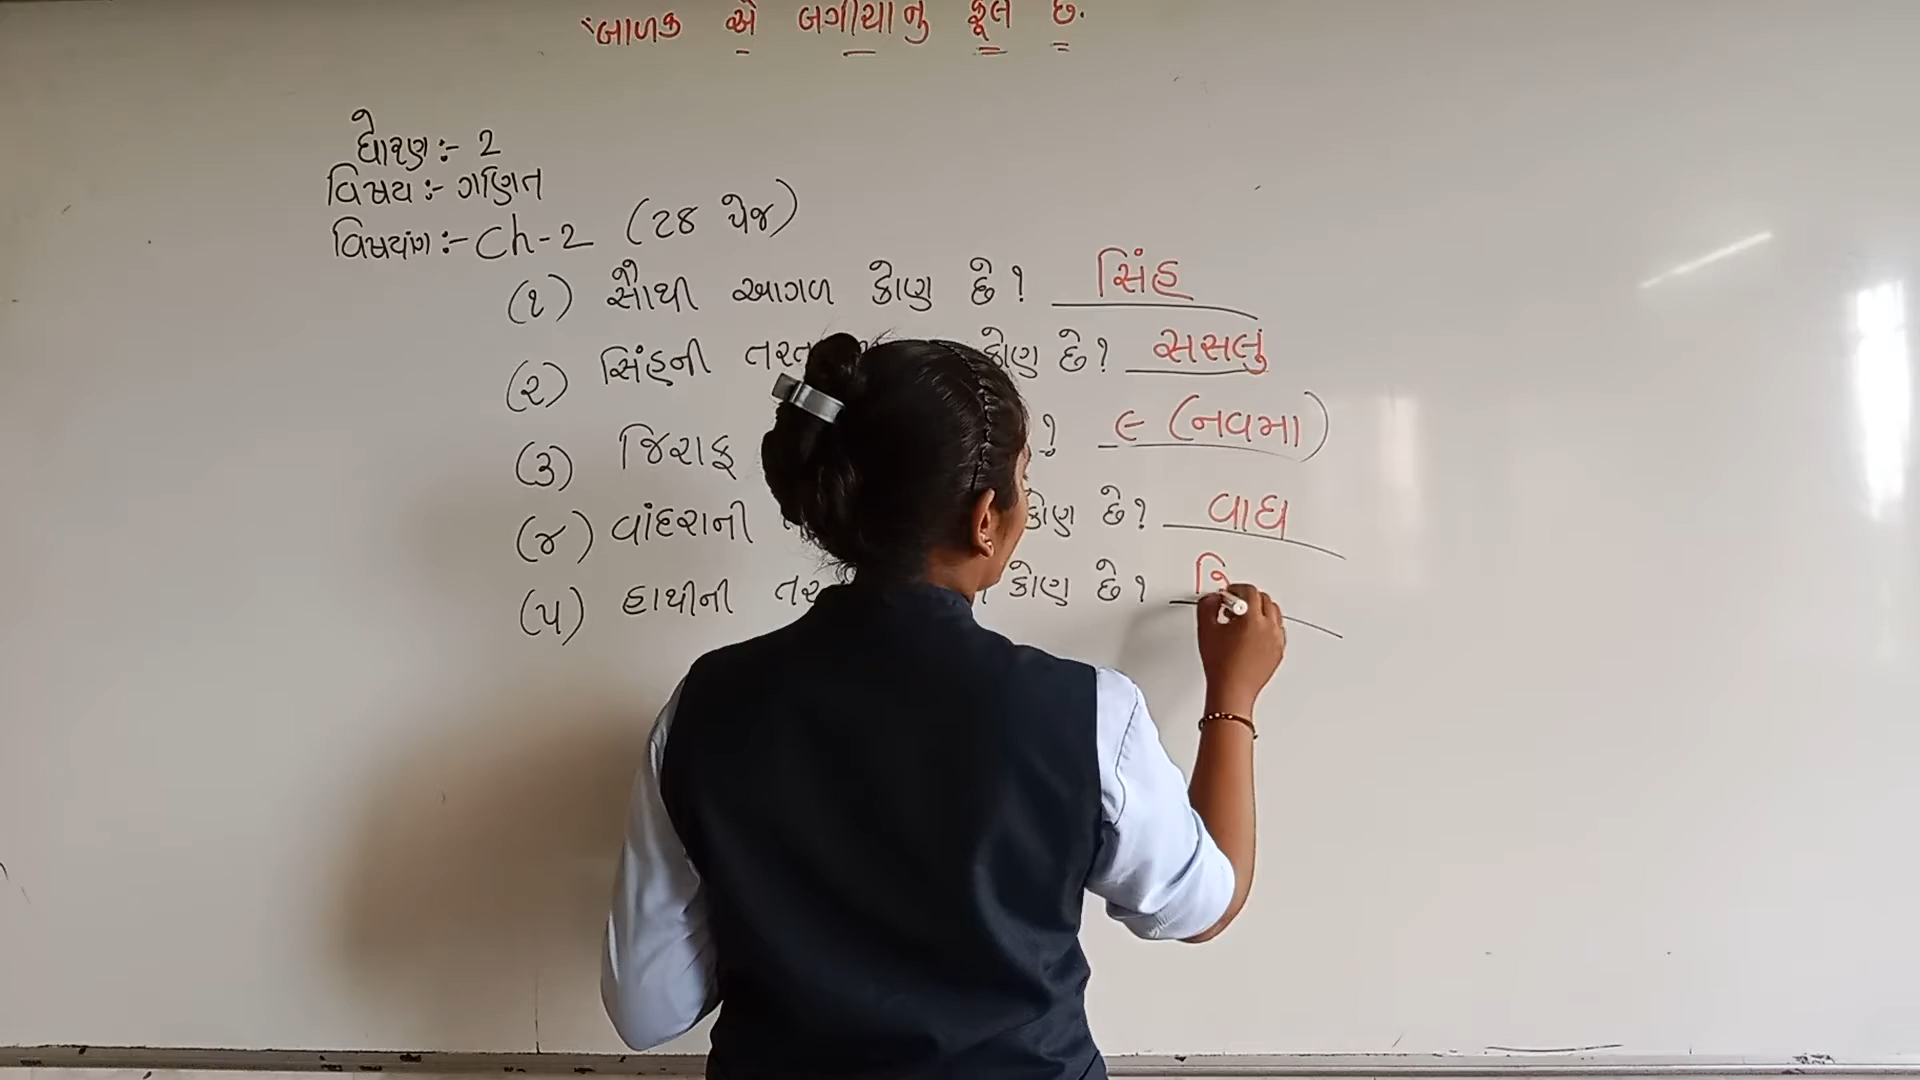 "બાળક એ બગીચાનુ ફૂલ છે.
ધોરણ :- 2
વિષય :- ગણિત
વિષયાંગ :- Ch-2 (28 પેજ)
(૧) સૌથી આગળ કોણ છે? સિંહ
(૨) સિંહની કોણ છે? સસલું
(૩) જિરાફ ? ૯ (નવમા)
(૪) વાંદરાની કોણ છે? વાઘ
(૫) હાથીની કોણ છે?